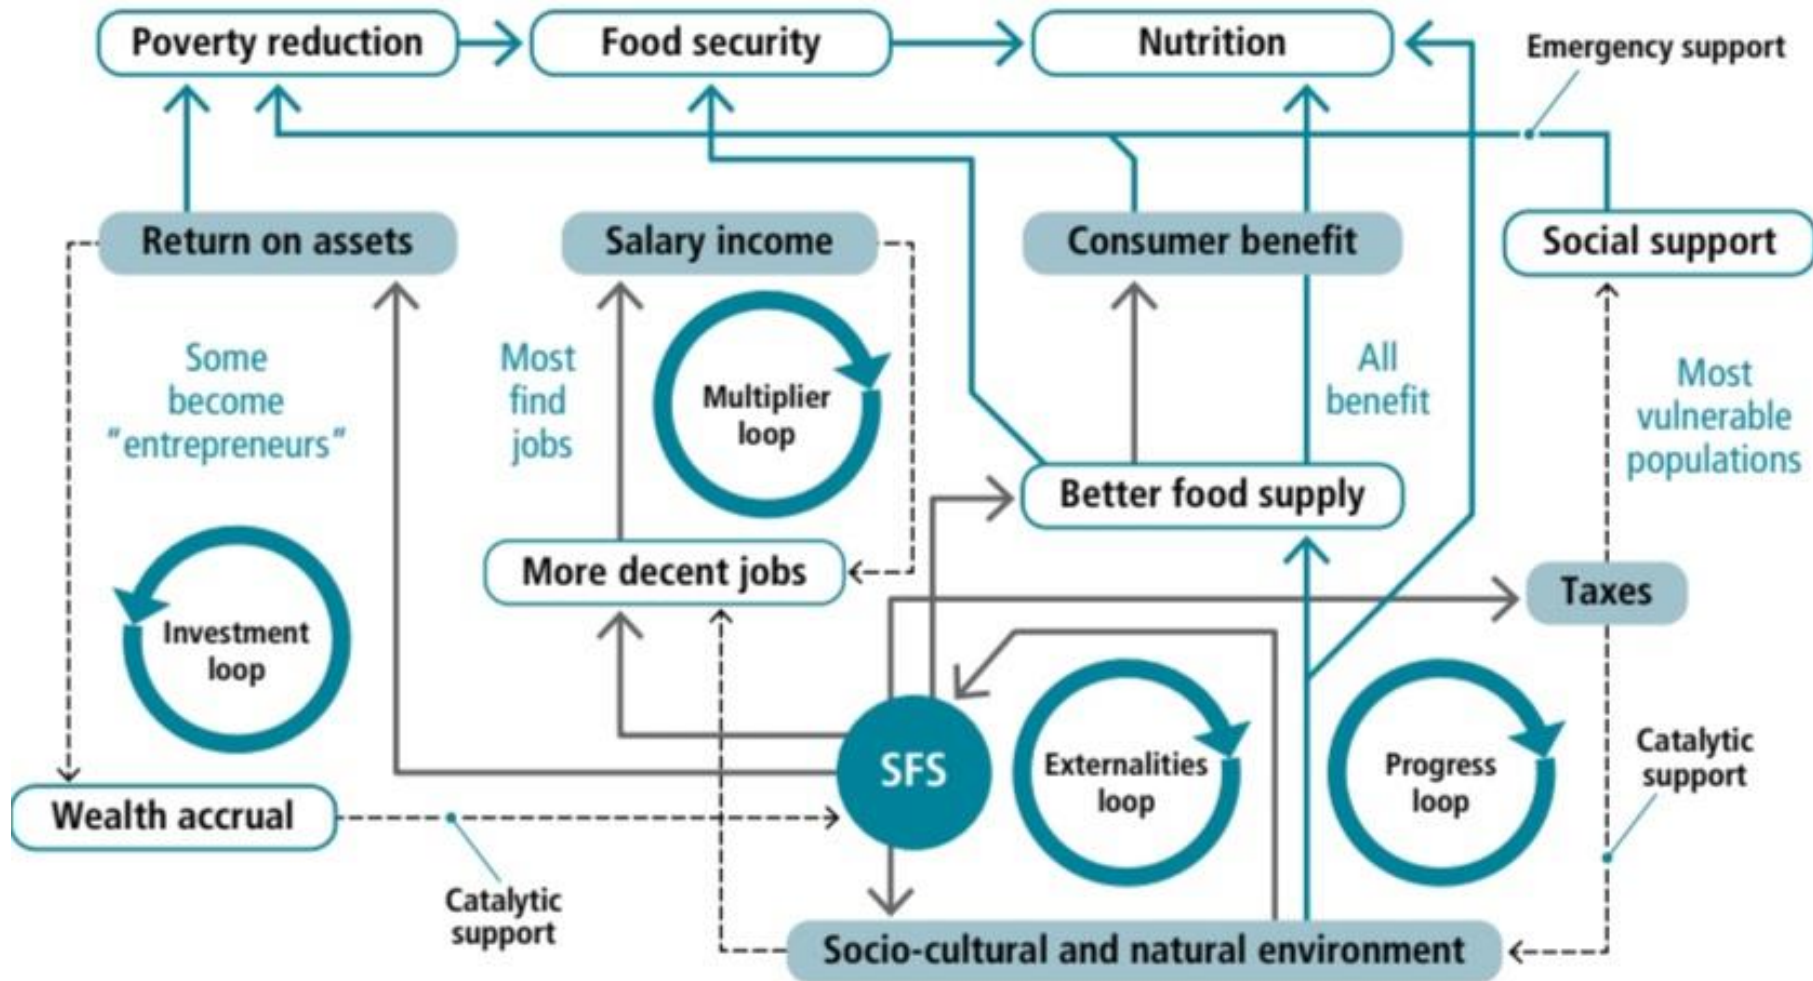 Poverty reduction
Food security
Nutrition
Emergency support
Return on assets
Salary income
Consumer benefit
Social support
Some
become
“entrepreneurs”
Most
find
jobs
Multiplier
loop
All
benefit
Most
vulnerable
populations
Better food supply
More decent jobs
Taxes
Investment
loop
SFS
Externalities
loop
Progress
loop
Catalytic
support
Wealth accrual
Catalytic
support
Socio-cultural and natural environment